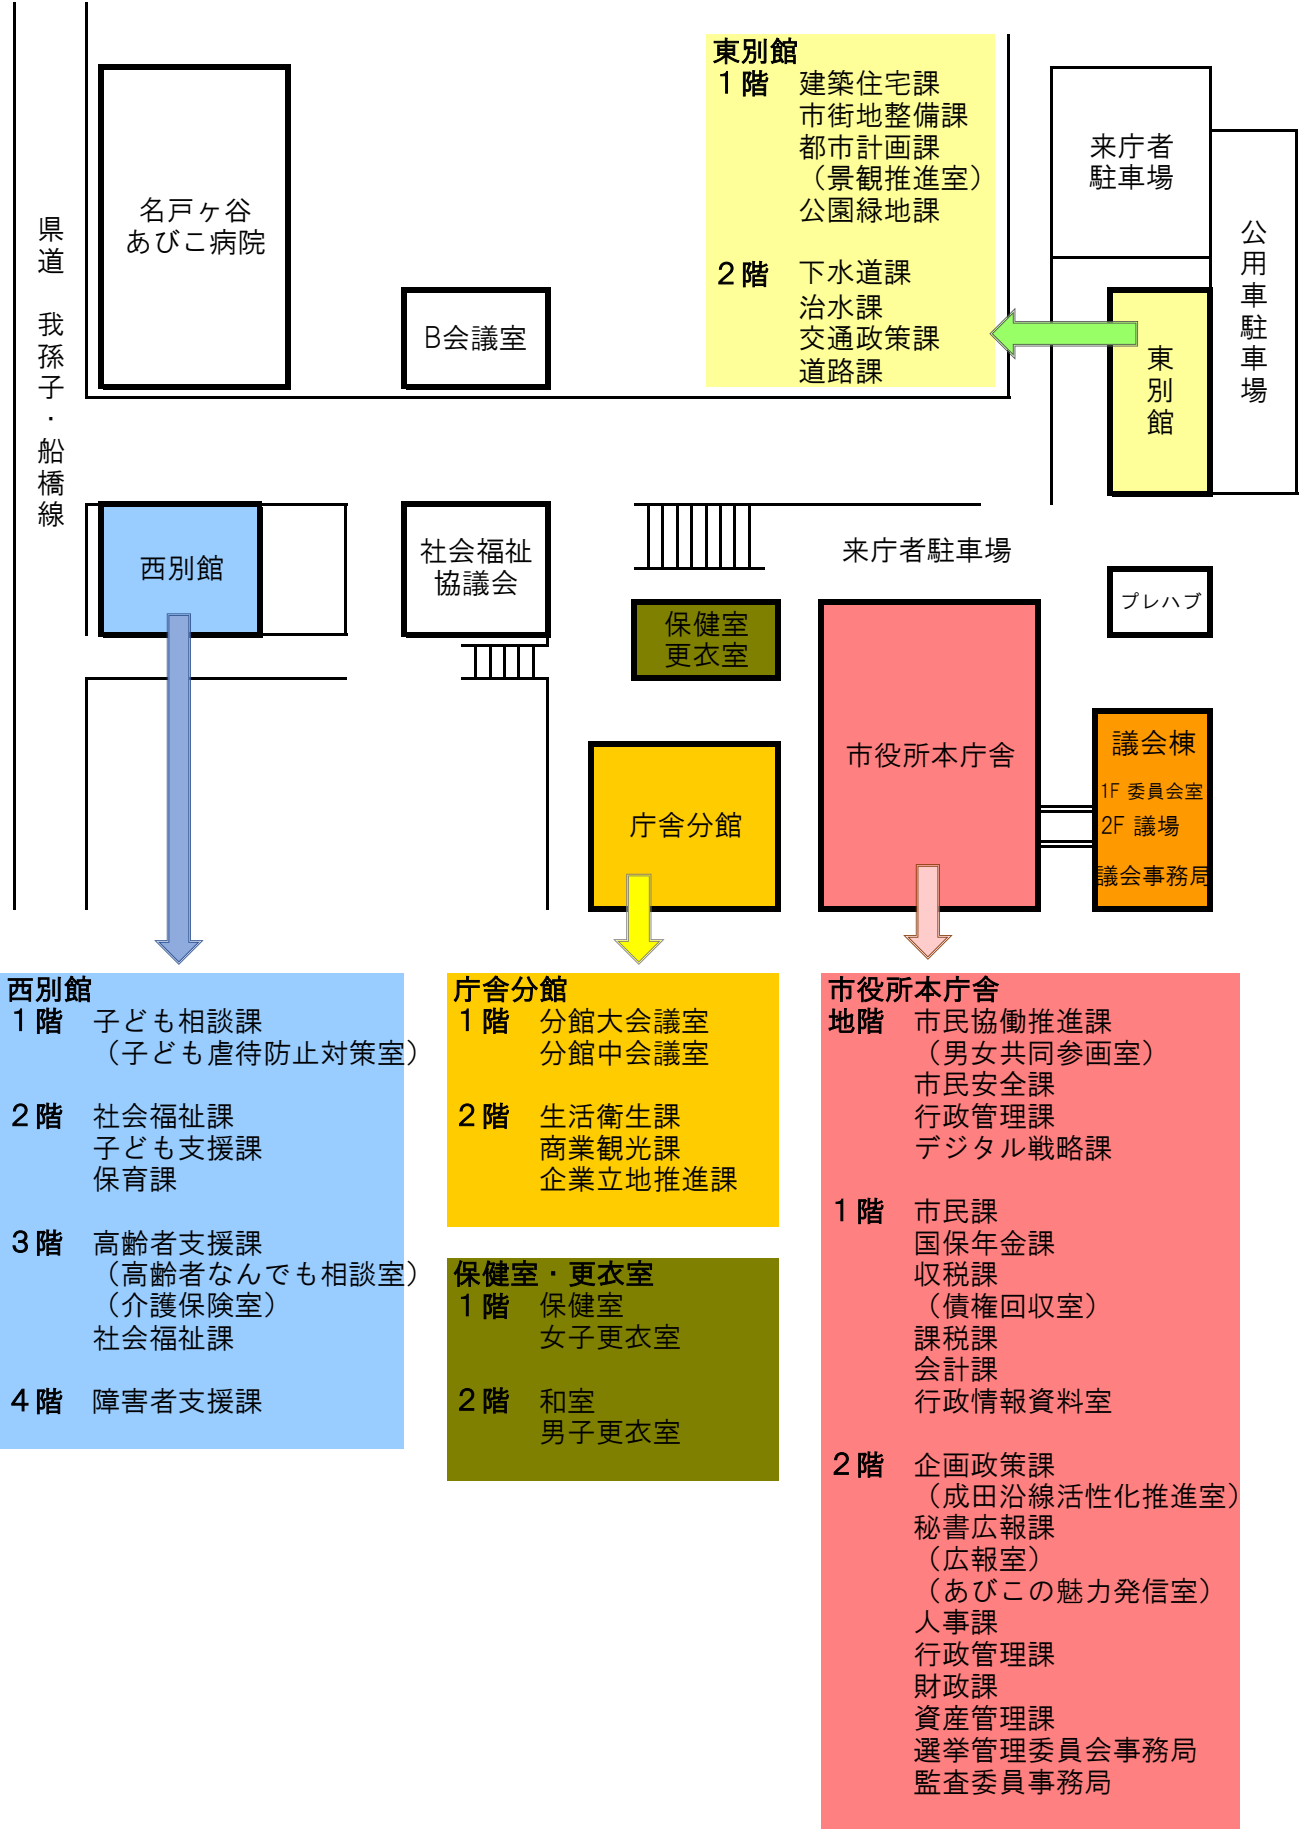 県道 我孫子・船橋線
名戸ヶ谷
あびこ病院
B会議室
東別館
1階 建築住宅課
市街地整備課
都市計画課
（景観推進室）
公園緑地課
2階 下水道課
治水課
交通政策課
道路課
来庁者
駐車場
公用車駐車場
東別館
西別館
社会福祉
協議会
来庁者駐車場
プレハブ
保健室
更衣室
市役所本庁舎
庁舎分館
議会棟
1F 委員会室
2F 議場
議会事務局
西別館
1階 子ども相談課
（子ども虐待防止対策室）
2階 社会福祉課
子ども支援課
保育課
3階 高齢者支援課
（高齢者なんでも相談室）
（介護保険室）
社会福祉課
4階 障害者支援課
庁舎分館
1階 分館大会議室
分館中会議室
2階 生活衛生課
商業観光課
企業立地推進課
保健室・更衣室
1階 保健室
女子更衣室
2階 和室
男子更衣室
市役所本庁舎
地階 市民協働推進課
（男女共同参画室）
市民安全課
行政管理課
デジタル戦略課
1階 市民課
国保年金課
収税課
（債権回収室）
課税課
会計課
行政情報資料室
2階 企画政策課
（成田沿線活性化推進室）
秘書広報課
（広報室）
（あびこの魅力発信室）
人事課
行政管理課
財政課
資産管理課
選挙管理委員会事務局
監査委員事務局